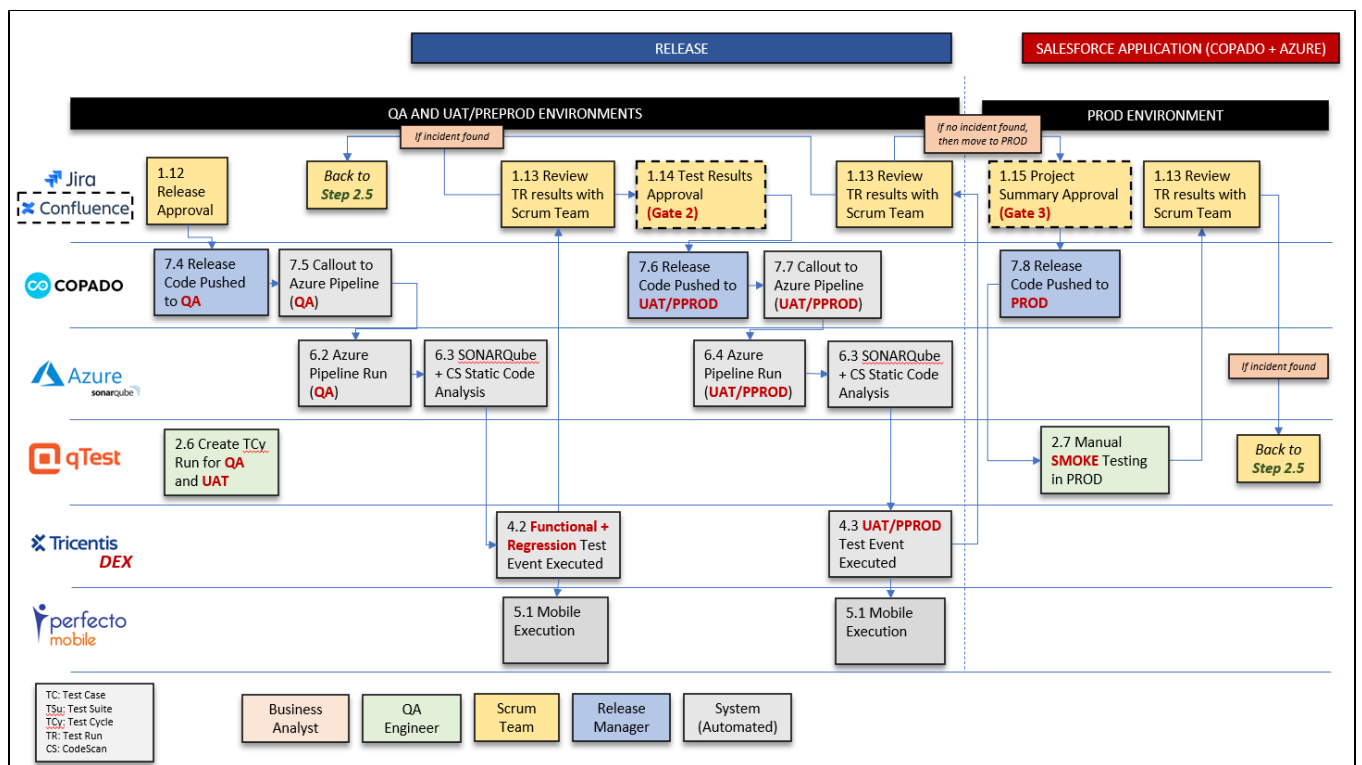 RELEASE
SALESFORCE APPLICATION (COPADO + AZURE)
QA AND UAT/PREPROD ENVIRONMENTS
PROD ENVIRONMENT
If incident found
If no incident found,
then move to PROD
Jira
Confluence
1.12
Release
Approval
Back to
Step 2.5
1.13 Review
TR results with
Scrum Team
1.14 Test Results
Approval
(Gate 2)
1.13 Review
TR results with
Scrum Team
1.15 Project
Summary Approval
(Gate 3)
1.13 Review
TR results with
Scrum Team
COPADO
7.4 Release
Code Pushed
to QA
7.5 Callout to
Azure Pipeline
(QA)
7.6 Release
Code Pushed to
UAT/PPROD
7.7 Callout to
Azure Pipeline
(UAT/PPROD)
7.8 Release
Code Pushed to
PROD
Azure
sonarqube
6.2 Azure
Pipeline Run
(QA)
6.3 SONARQube
+ CS Static Code
Analysis
6.4 Azure
Pipeline Run
(UAT/PPROD)
6.3 SONARQube
+ CS Static Code
Analysis
If incident found
qTest
2.6 Create TCy
Run for QA
and UAT
2.7 Manual
SMOKE Testing
in PROD
Back to
Step 2.5
Tricentis
DEX
4.2 Functional +
Regression Test
Event Executed
4.3 UAT/PPROD
Test Event
Executed
perfecto
mobile
5.1 Mobile
Execution
5.1 Mobile
Execution
TC: Test Case
TSu: Test Suite
TCy: Test Cycle
TR: Test Run
CS: CodeScan
Business
Analyst
QA
Engineer
Scrum
Team
Release
Manager
System
(Automated)